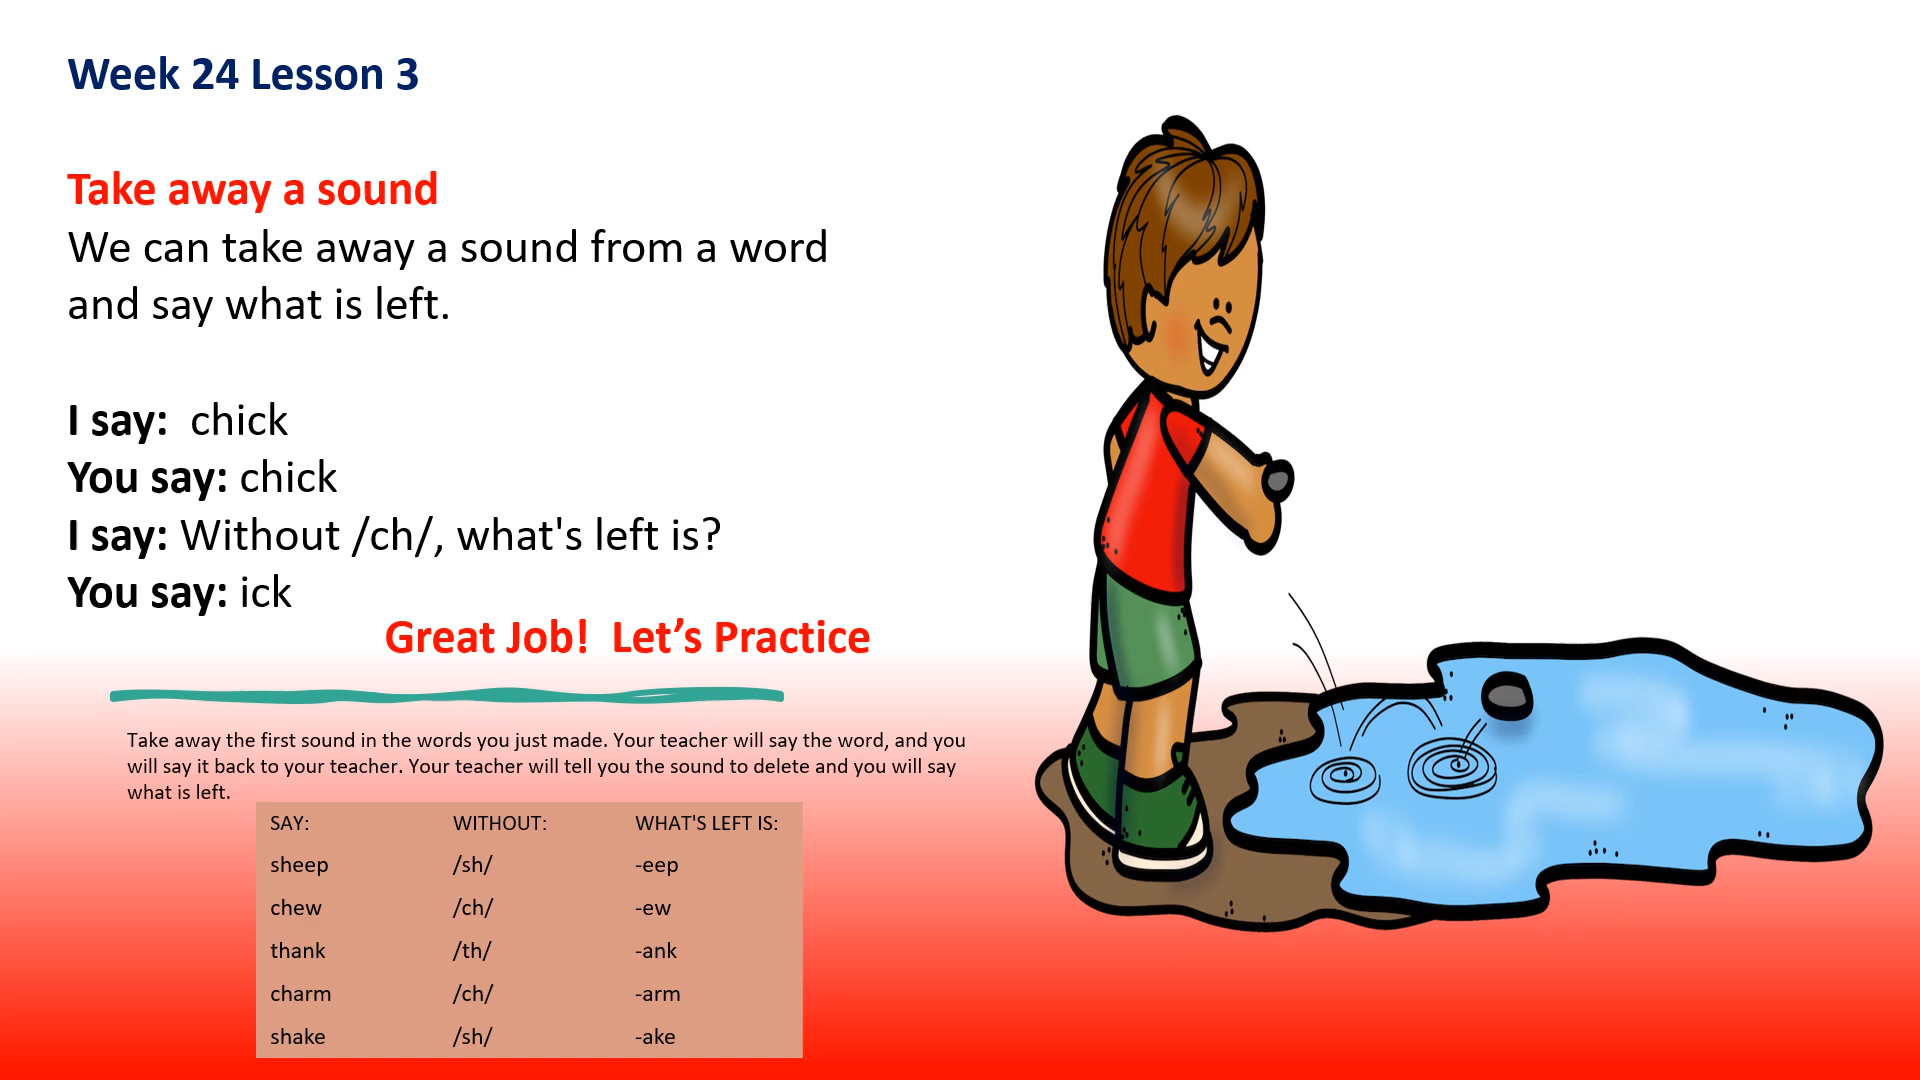 Week 24 Lesson 3
Take away a sound
We can take away a sound from a word
and say what is left.
I say:  chick
You say: chick
I say: Without /ch/, what's left is?
You say: ick
Great Job!  Let’s Practice
Take away the first sound in the words you just made. Your teacher will say the word, and you
will say it back to your teacher. Your teacher will tell you the sound to delete and you will say
what is left.
SAY: WITHOUT: WHAT'S LEFT IS:
sheep /sh/ -eep
chew /ch/ -ew
thank /th/ -ank
charm /ch/ -arm
shake /sh/ -ake